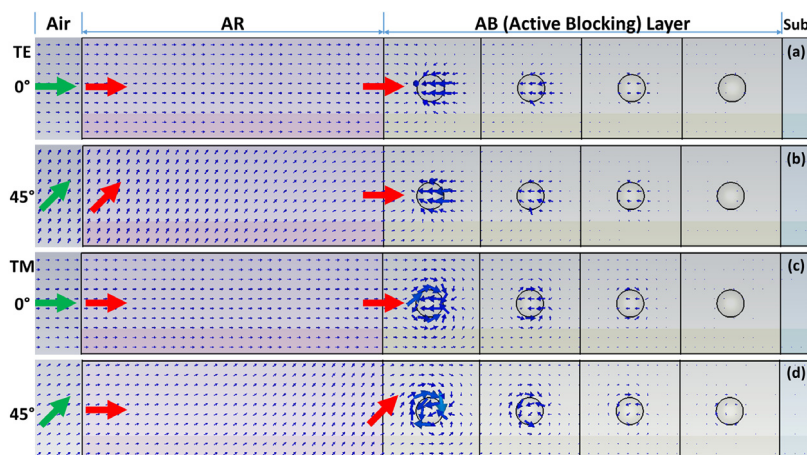 Air AR AB (Active Blocking) Layer Sub
TE (a)
0°
(b)
45°
TM (c)
0°
(d)
45°